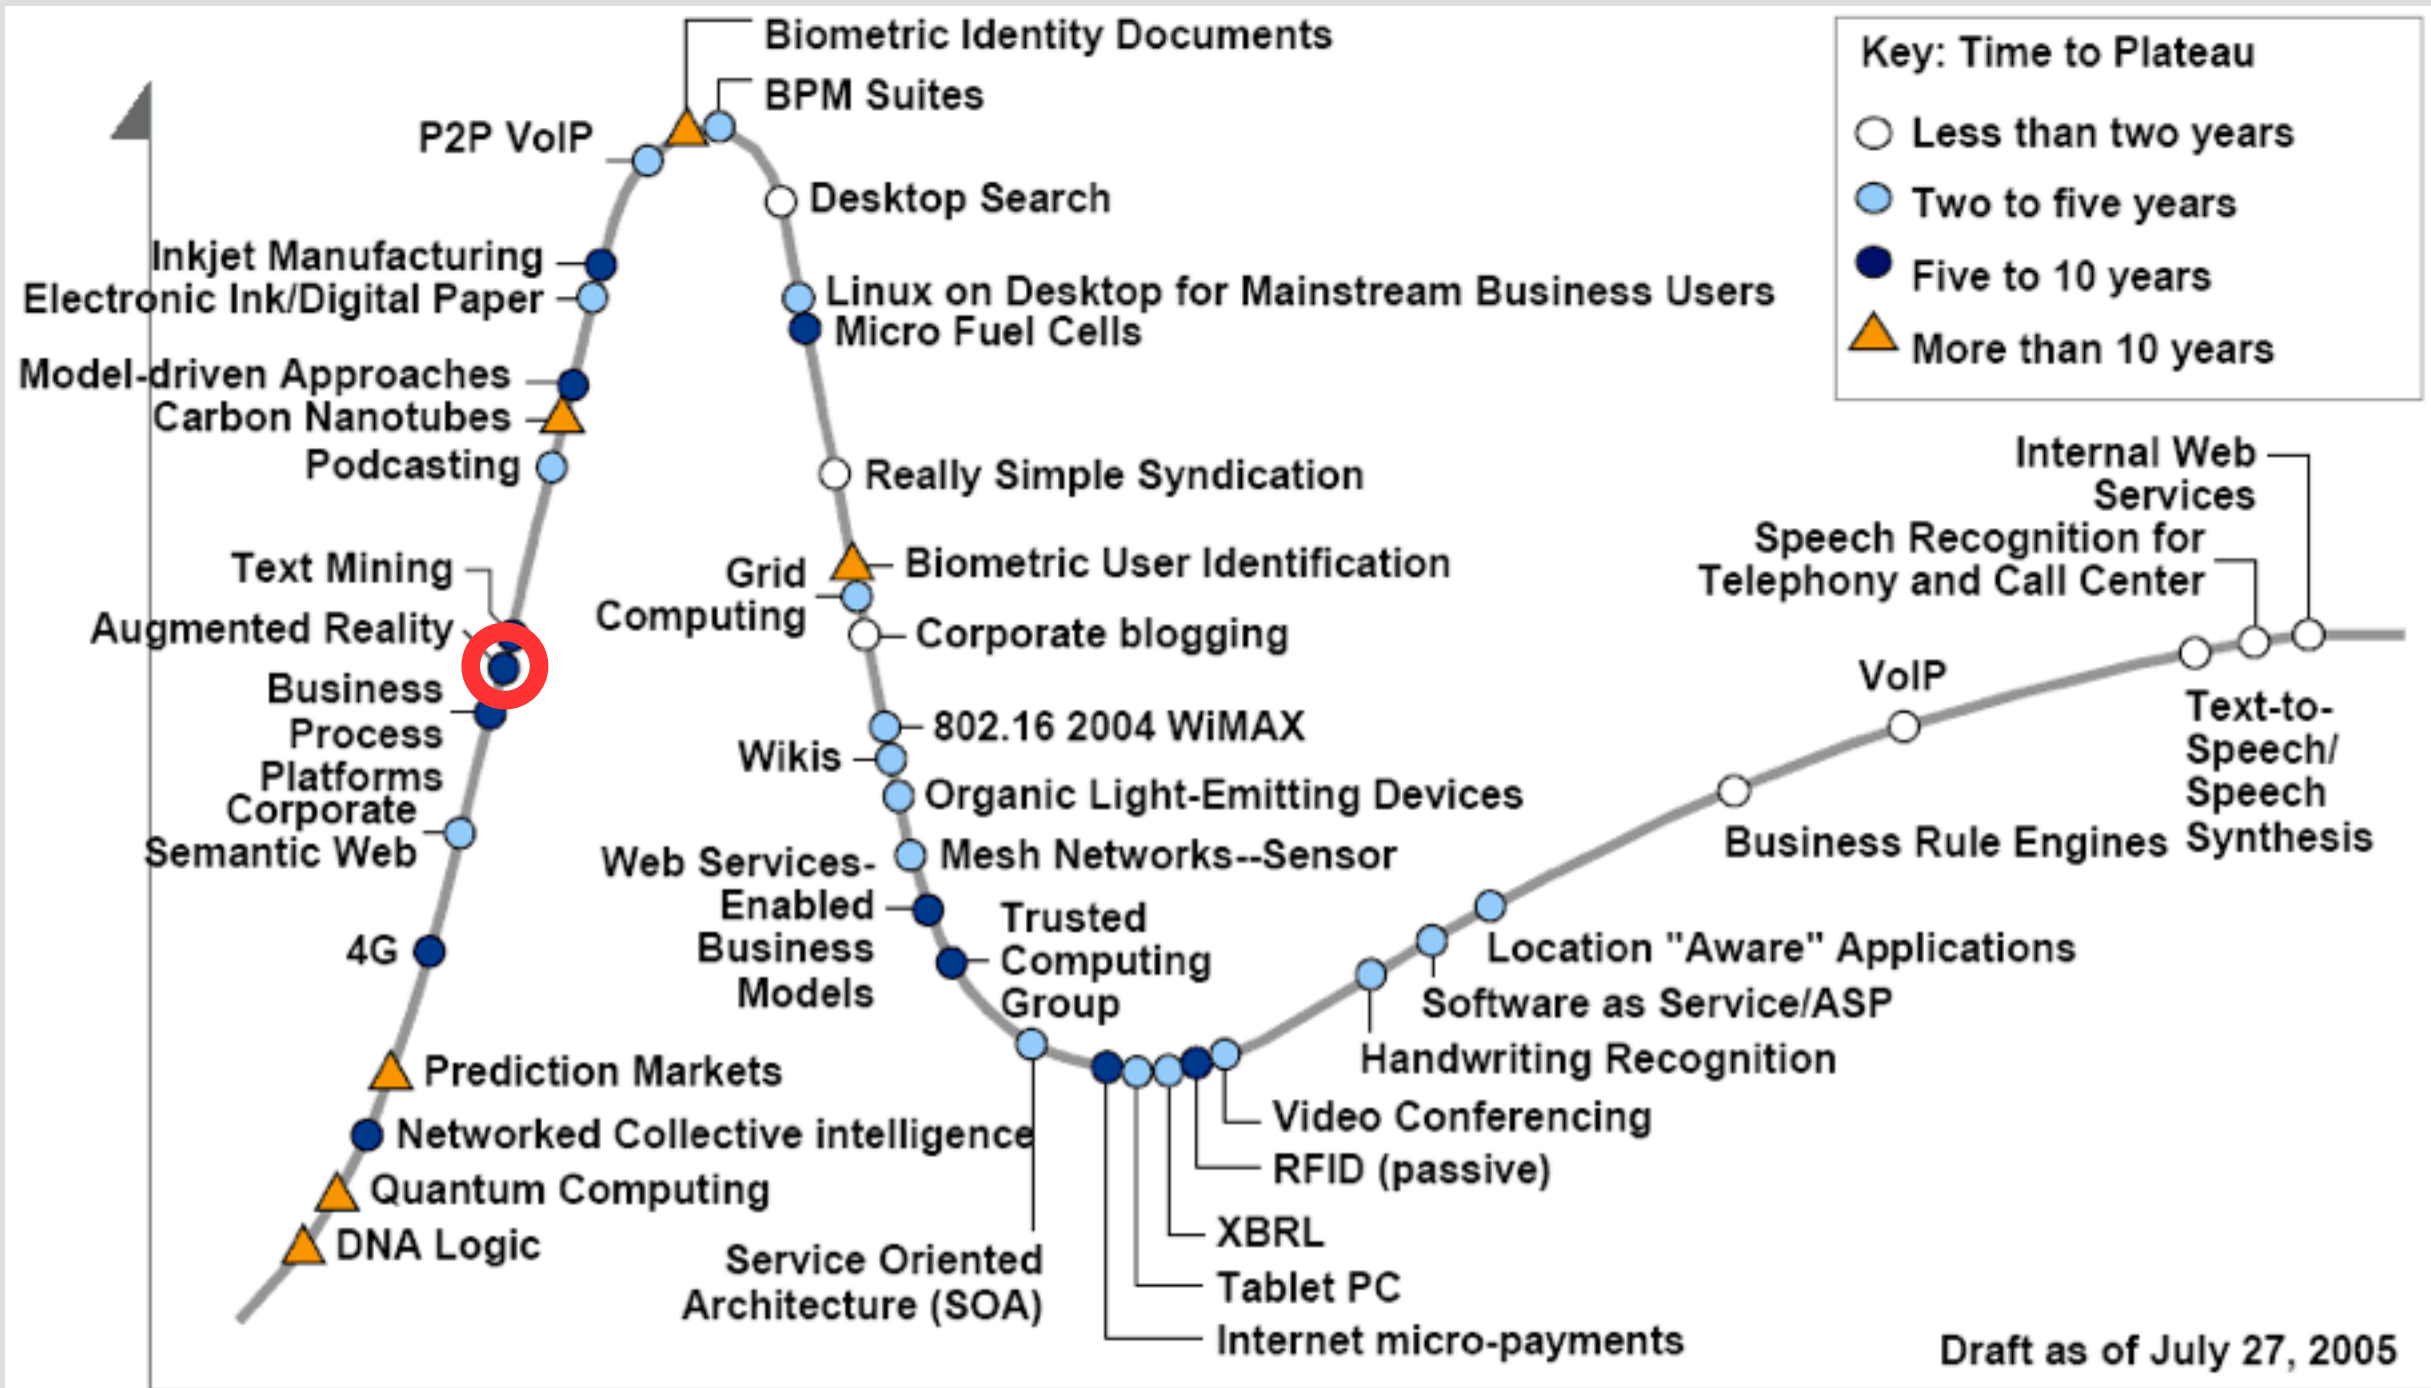 Biometric Identity Documents
BPM Suites
P2P VoIP
Desktop Search
Inkjet Manufacturing
Electronic Ink/Digital Paper
Linux on Desktop for Mainstream Business Users
Micro Fuel Cells
Model-driven Approaches
Carbon Nanotubes
Podcasting
Really Simple Syndication
Text Mining
Augmented Reality
Business
Process
Platforms
Corporate
Semantic Web
4G
Prediction Markets
Networked Collective intelligence
Quantum Computing
DNA Logic
Biometric User Identification
Grid
Computing
Corporate blogging
802.16 2004 WiMAX
Wikis
Organic Light-Emitting Devices
Mesh Networks--Sensor
Web Services-
Enabled
Business
Models
Trusted
Computing
Group
Service Oriented
Architecture (SOA)
Video Conferencing
RFID (passive)
XBRL
Tablet PC
Internet micro-payments
Handwriting Recognition
Software as Service/ASP
Location "Aware" Applications
Business Rule Engines
VoIP
Text-to-
Speech/
Speech
Synthesis
Speech Recognition for
Telephony and Call Center
Internal Web
Services
Key: Time to Plateau
Less than two years
Two to five years
Five to 10 years
More than 10 years
Draft as of July 27, 2005